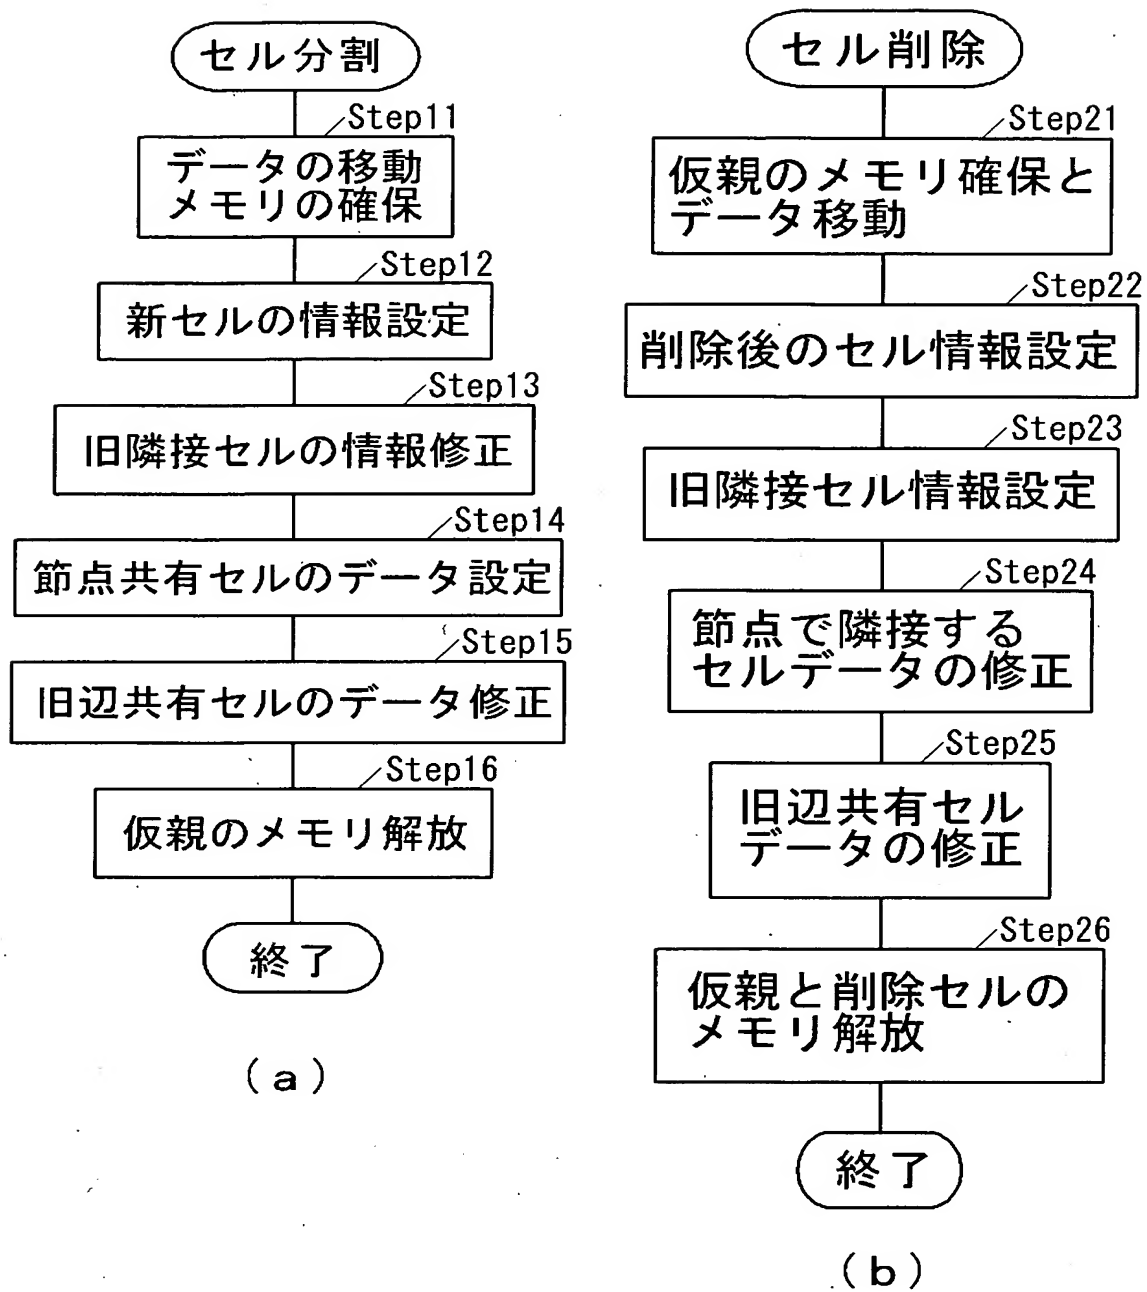 セル分割
Step11
データの移動
メモリの確保
Step12
新セルの情報設定
Step13
旧隣接セルの情報修正
Step14
節点共有セルのデータ設定
Step15
旧辺共有セルのデータ修正
Step16
仮親のメモリ解放
終了
(a)
セル削除
Step21
仮親のメモリ確保と
データ移動
Step22
削除後のセル情報設定
Step23
旧隣接セル情報設定
Step24
節点で隣接する
セルデータの修正
Step25
旧辺共有セル
データの修正
Step26
仮親と削除セルの
メモリ解放
終了
(b)